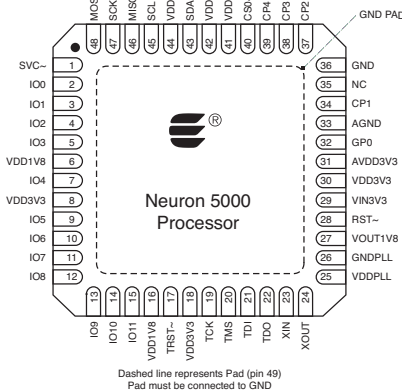 MOS
SCK
MISO
SCL
VDD
SDA
VDD
VDD
CS0
CP4
CP3
CP2
GND PAD
48
47
46
45
44
43
42
41
40
39
38
37
SVC~ 1
IO0 2
IO1 3
IO2 4
IO3 5
VDD1V8 6
IO4 7
VDD3V3 8
IO5 9
IO6 10
IO7 11
IO8 12
36 GND
35 NC
34 CP1
33 AGND
32 GP0
31 AVDD3V3
30 VDD3V3
29 VIN3V3
28 RST~
27 VOUT1V8
26 GNDPLL
25 VDDPLL
®
Neuron 5000
Processor
13
14
15
16
17
18
19
20
21
22
23
24
IO9
IO10
IO11
VDD1V8
TRST~
VDD3V3
TCK
TMS
TDI
TDO
XIN
XOUT
Dashed line represents Pad (pin 49)
Pad must be connected to GND